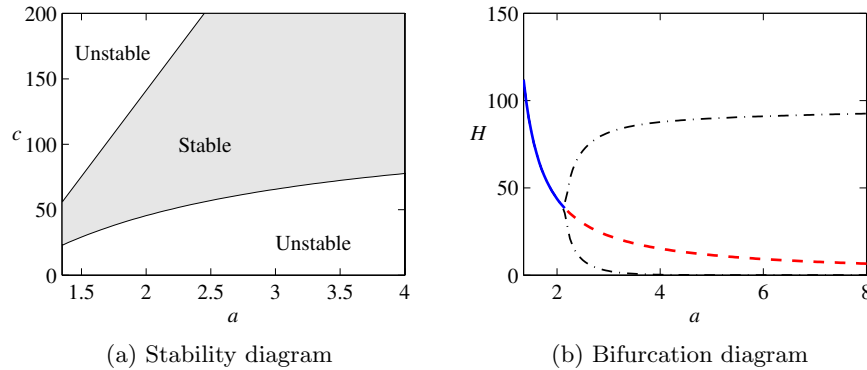 200
150
100
50
0
c
Unstable
Stable
Unstable
1.5 2 2.5 3 3.5 4
a
(a) Stability diagram
150
100
50
0
H
2 4 6 8
a
(b) Bifurcation diagram